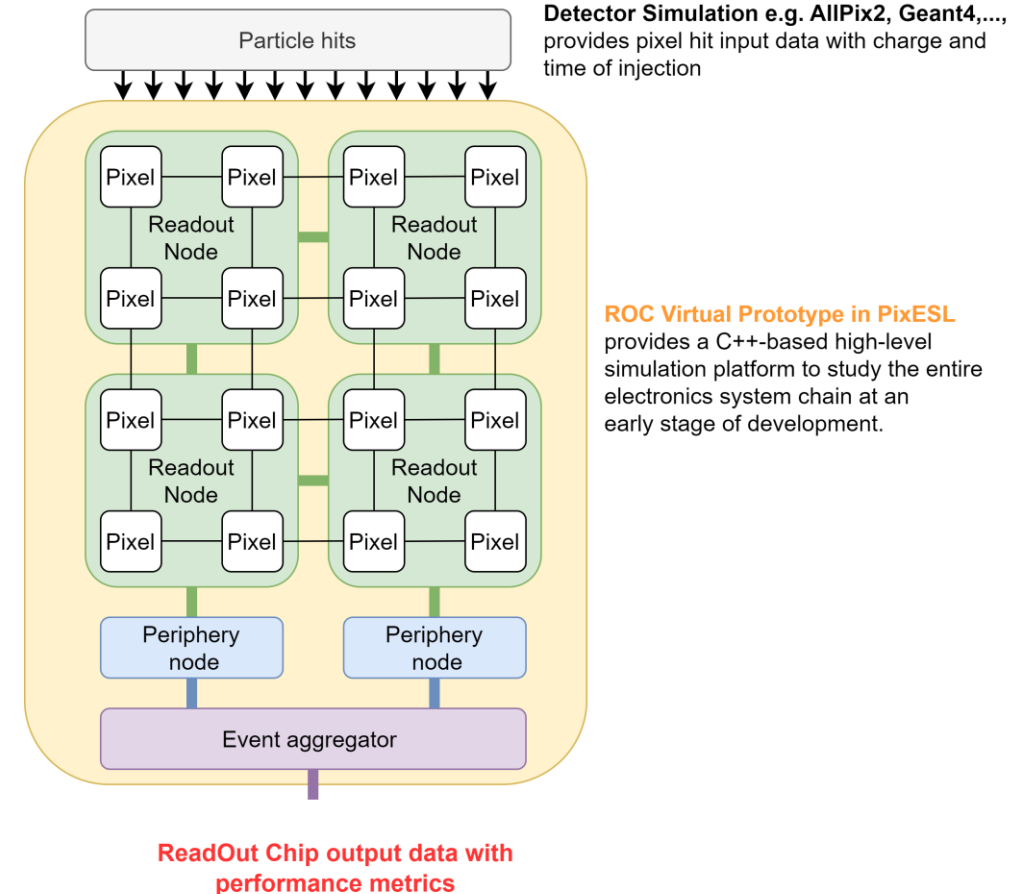 Detector Simulation e.g. AllPix2, Geant4,...,
provides pixel hit input data with charge and
time of injection
Particle hits
Pixel Pixel Pixel Pixel
Readout Readout
Node Node
Pixel Pixel Pixel Pixel
ROC Virtual Prototype in PixESL
provides a C++-based high-level
simulation platform to study the entire
electronics system chain at an
early stage of development.
Pixel Pixel Pixel Pixel
Readout Readout
Node Node
Pixel Pixel Pixel Pixel
Periphery Periphery
node node
Event aggregator
ReadOut Chip output data with
performance metrics